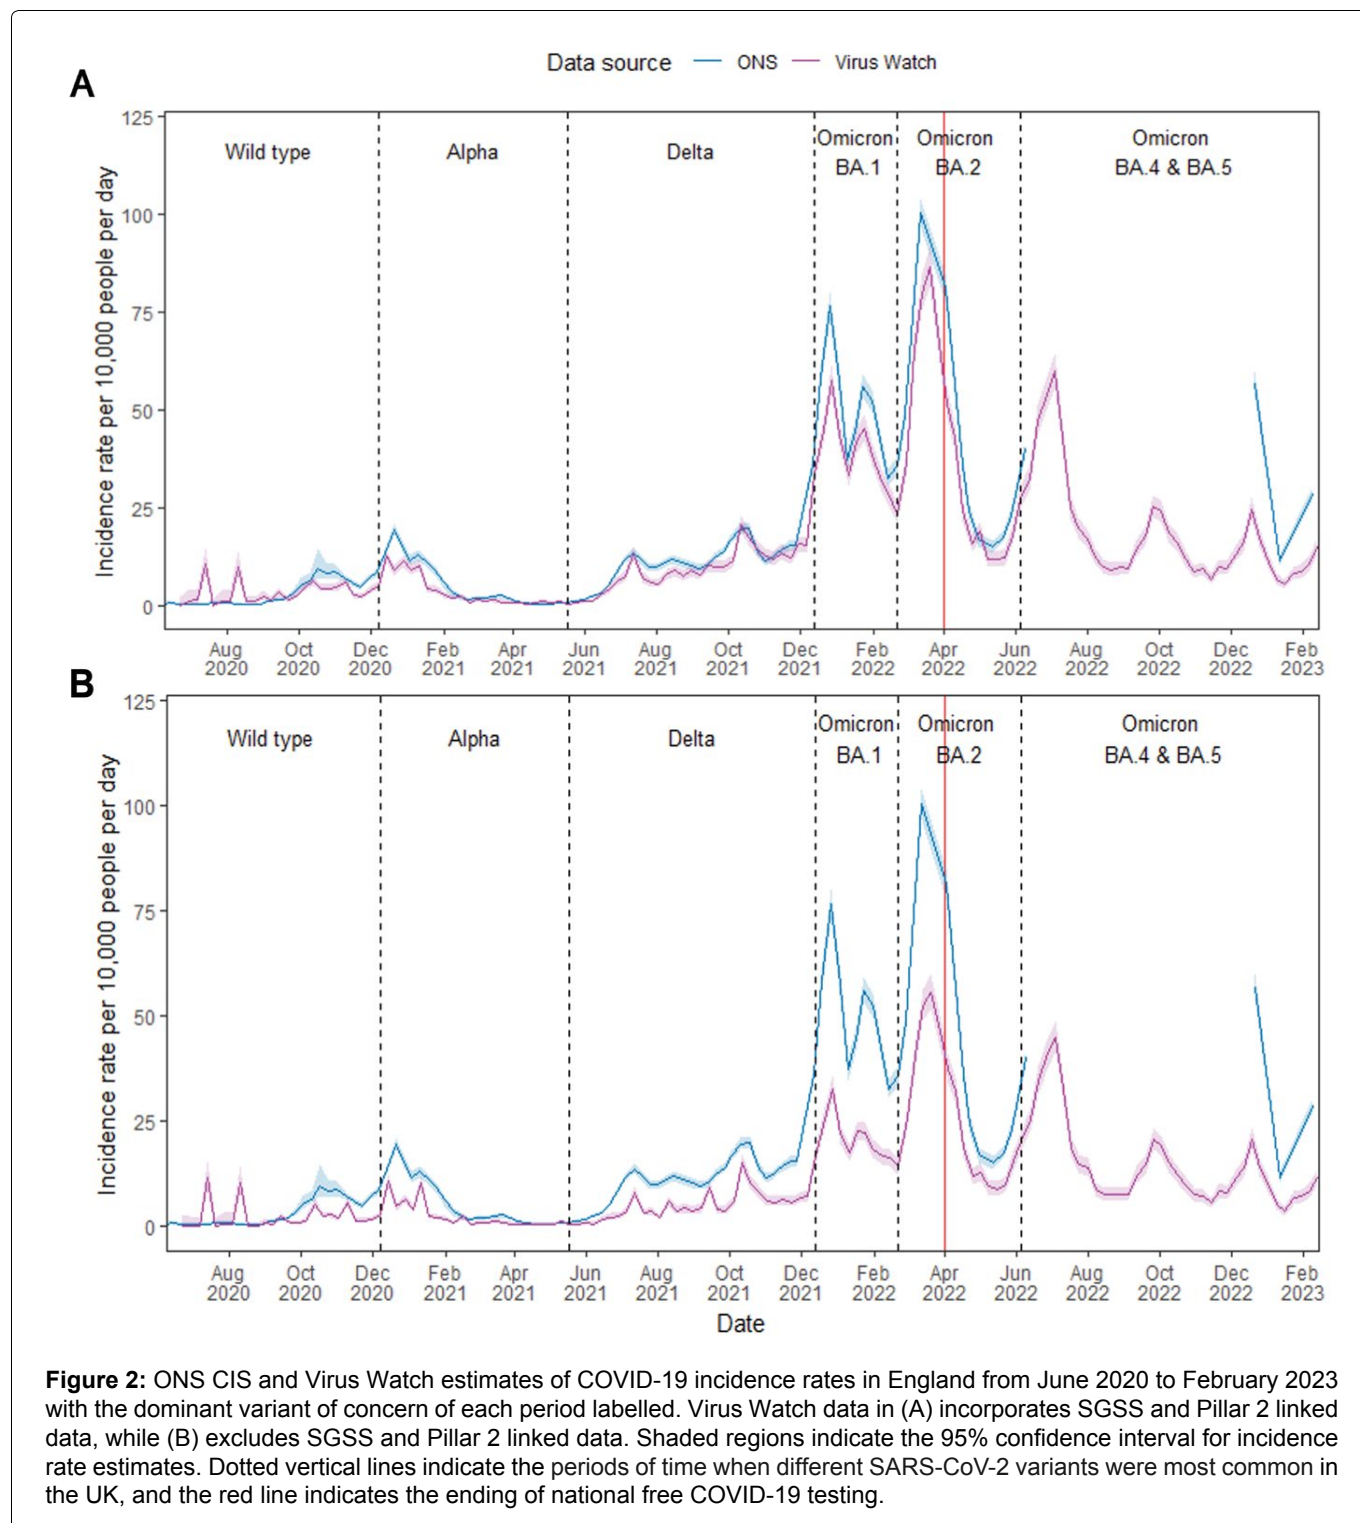 Data source ONS Virus Watch
A
Incidence rate per 10,000 people per day
125
100
75
50
25
0
Wild type
Alpha
Delta
Omicron
BA.1
Omicron
BA.2
Omicron
BA.4 & BA.5
Aug Oct Dec Feb Apr Jun Aug Oct Dec Feb Apr Jun Aug Oct Dec Feb
2020 2020 2020 2021 2021 2021 2021 2021 2021 2022 2022 2022 2022 2022 2022 2023
B
Incidence rate per 10,000 people per day
125
100
75
50
25
0
Wild type
Alpha
Delta
Omicron
BA.1
Omicron
BA.2
Omicron
BA.4 & BA.5
Aug Oct Dec Feb Apr Jun Aug Oct Dec Feb Apr Jun Aug Oct Dec Feb
2020 2020 2020 2021 2021 2021 2021 2021 2021 2022 2022 2022 2022 2022 2022 2023
Date
Figure 2: ONS CIS and Virus Watch estimates of COVID-19 incidence rates in England from June 2020 to February 2023
with the dominant variant of concern of each period labelled. Virus Watch data in (A) incorporates SGSS and Pillar 2 linked
data, while (B) excludes SGSS and Pillar 2 linked data. Shaded regions indicate the 95% confidence interval for incidence
rate estimates. Dotted vertical lines indicate the periods of time when different SARS-CoV-2 variants were most common in
the UK, and the red line indicates the ending of national free COVID-19 testing.